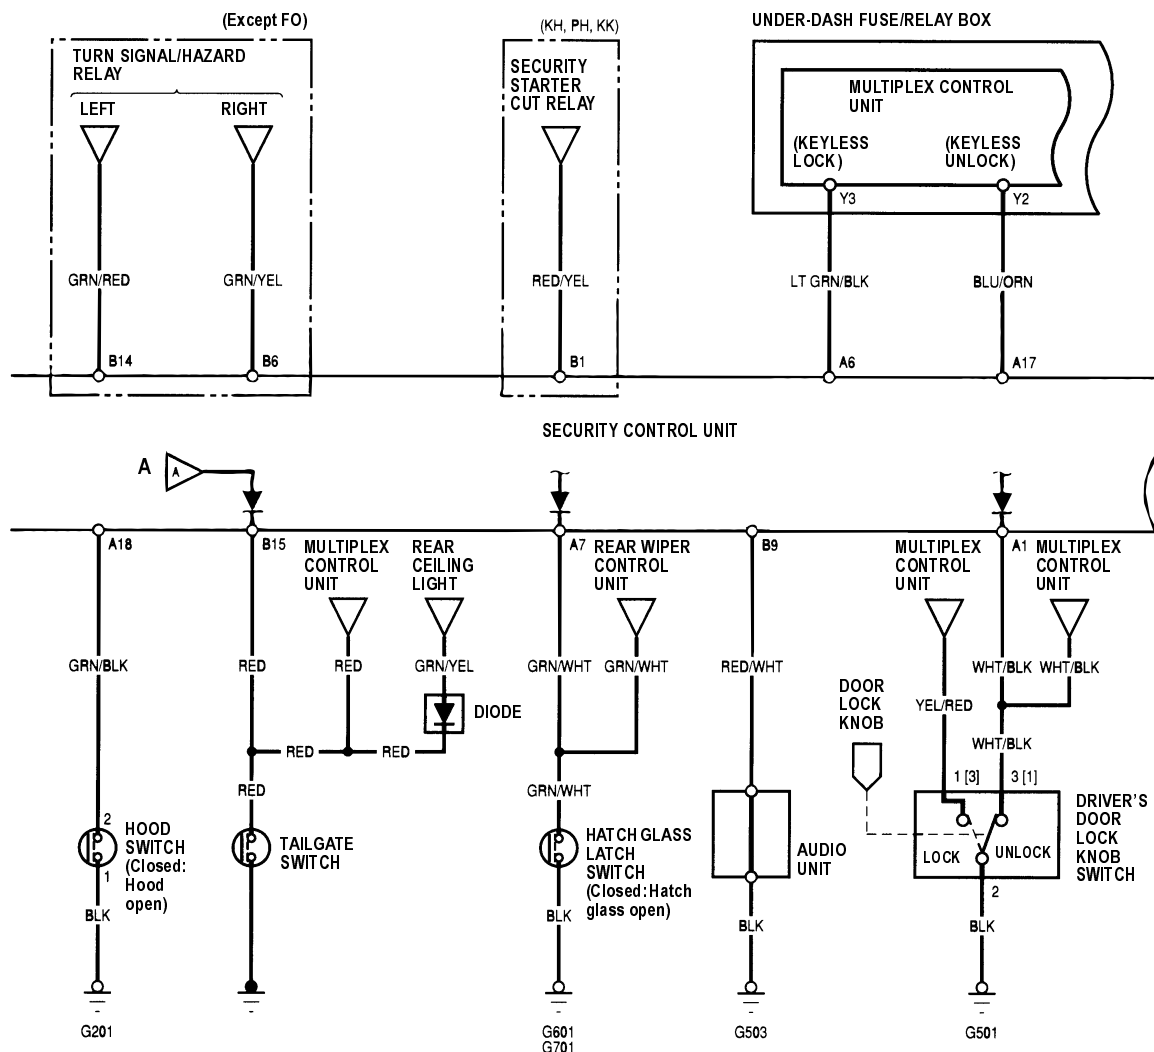 (Except FO)
(KH, PH, KK)
UNDER-DASH FUSE/RELAY BOX
TURN SIGNAL/HAZARD
RELAY
LEFT
RIGHT
SECURITY
STARTER
CUT RELAY
MULTIPLEX CONTROL
UNIT
(KEYLESS
LOCK)
(KEYLESS
UNLOCK)
Y3
Y2
GRN/RED
GRN/YEL
RED/YEL
LT GRN/BLK
BLU/ORN
B14
B6
B1
A6
A17
SECURITY CONTROL UNIT
A
A
A18
B15
A7
B9
A1
MULTIPLEX
CONTROL
UNIT
REAR
CEILING
LIGHT
REAR WIPER
CONTROL
UNIT
MULTIPLEX
CONTROL
UNIT
MULTIPLEX
CONTROL
UNIT
GRN/BLK
RED
RED
GRN/YEL
GRN/WHT
GRN/WHT
RED/WHT
WHT/BLK
WHT/BLK
DIODE
DOOR
LOCK
KNOB
YEL/RED
RED
RED
WHT/BLK
RED
GRN/WHT
1 [3]
3 [1]
2
HOOD
SWITCH
(Closed:
Hood
open)
1
TAILGATE
SWITCH
HATCH GLASS
LATCH
SWITCH
(Closed: Hatch
glass open)
AUDIO
UNIT
LOCK
UNLOCK
DRIVER'S
DOOR
LOCK
KNOB
SWITCH
2
BLK
BLK
BLK
BLK
G201
G601
G701
G503
G501